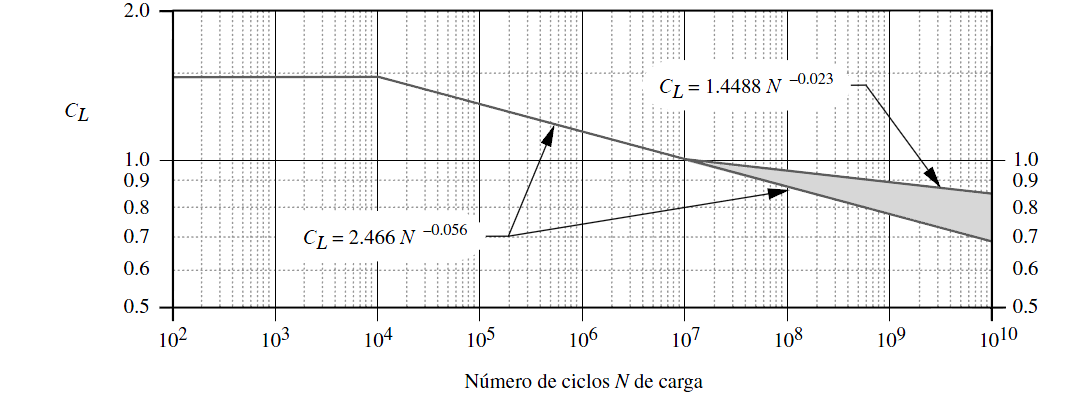 2.0
C_L = 1.4488 N^–0.023
C_L
1.0 1.0
0.9 0.9
0.8 0.8
C_L = 2.466 N^–0.056
0.7 0.7
0.6 0.6
0.5 0.5
10^2 10^3 10^4 10^5 10^6 10^7 10^8 10^9 10^10
Número de ciclos N de carga